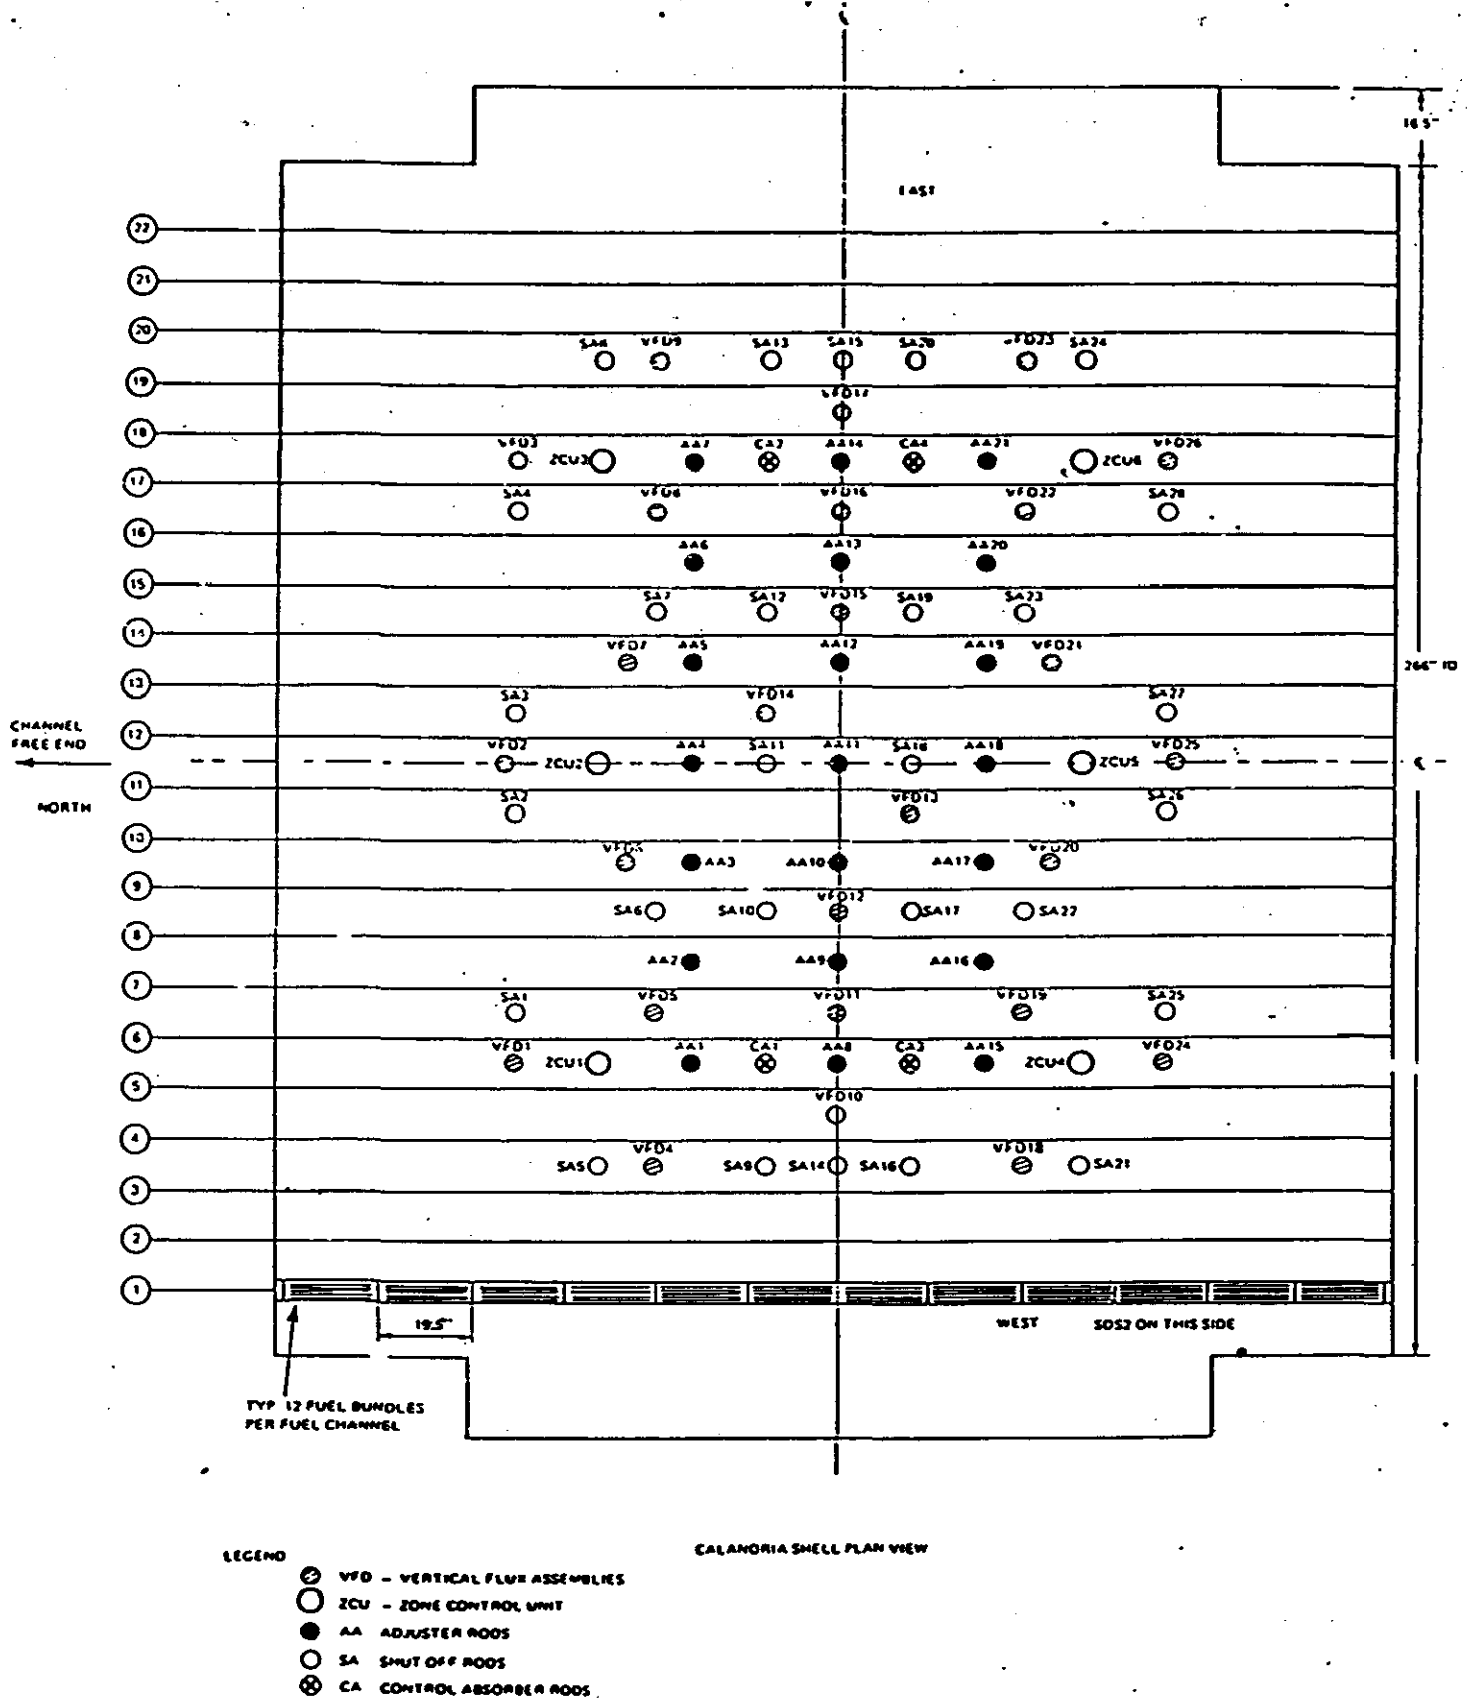 16.5"
EAST
22
21
20
SA8 VFD9 SA13 SA15 SA20 VFD23 SA24
19
VFD17
18
VFD3 ZCU3 AA7 CA2 AA14 CA4 AA21 ZCU6 VFD26
17
SA4 VFD8 VFD16 VFD22 SA28
16
AA6 AA13 AA20
15
SA7 SA12 VFD15 SA19 SA23
14
VFD7 AA5 AA12 AA19 VFD21
266" ID
13
SA3 VFD14 SA27
CHANNEL
FREE END
12
VFD2 ZCU2 AA4 SA11 AA11 SA18 AA18 ZCU5 VFD25
11
NORTH
SA2 VFD13 SA26
10
VFD6 AA3 AA10 AA17 VFD20
9
SA6 SA10 VFD12 SA17 SA22
8
AA2 AA9 AA16
7
SA1 VFD5 VFD11 VFD19 SA25
6
VFD1 ZCU1 AA1 CA1 AA8 CA3 AA15 ZCU4 VFD24
5
VFD10
4
SA5 VFD4 SA9 SA14 SA16 VFD18 SA21
3
2
1
19.5"
WEST SDS2 ON THIS SIDE
TYP 12 FUEL BUNDLES
PER FUEL CHANNEL
CALANDRIA SHELL PLAN VIEW
LEGEND
VFD - VERTICAL FLUX ASSEMBLIES
ZCU - ZONE CONTROL UNIT
AA ADJUSTER RODS
SA SHUT OFF RODS
CA CONTROL ABSORBER RODS